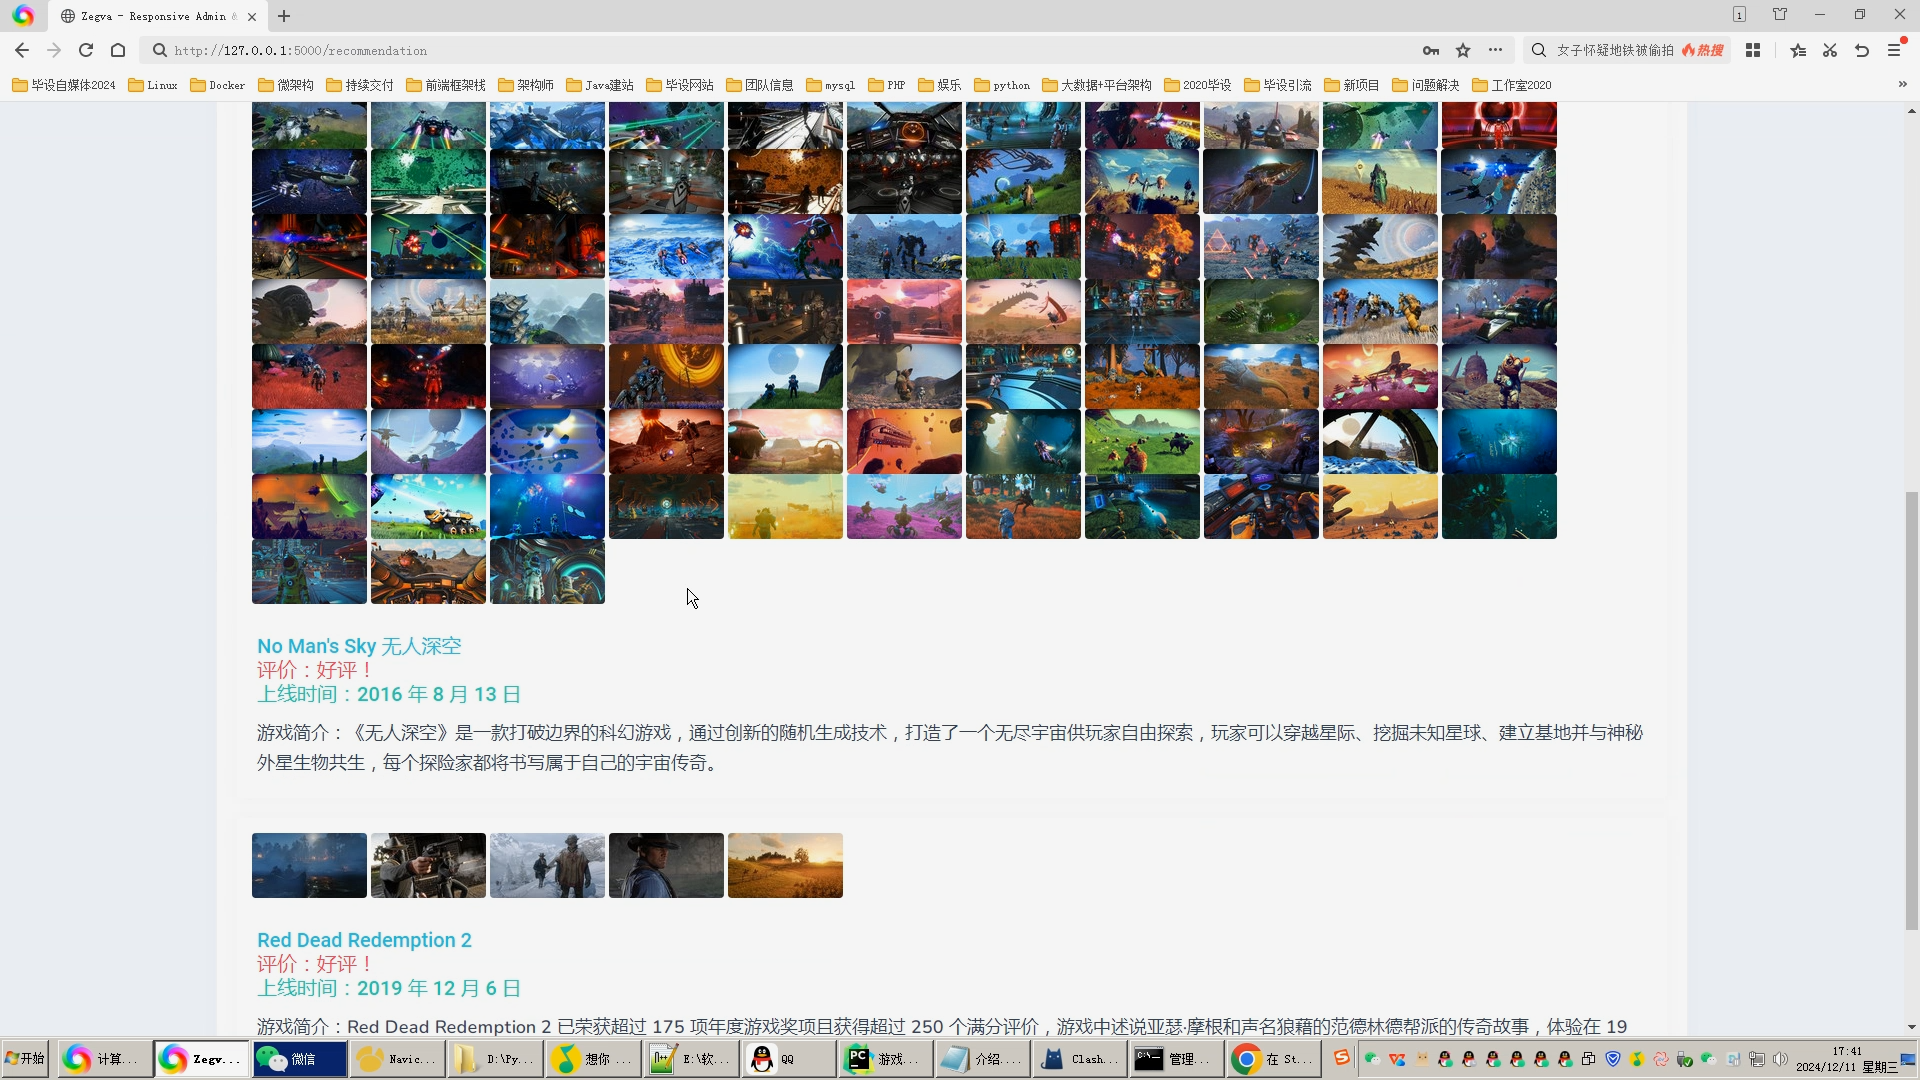 Zegva - Responsive Admin &
1
http://127.0.0.1:5000/recommendation
女子怀疑地铁被偷拍
热搜
毕设自媒体2024
Linux
Docker
微架构
持续交付
前端框架栈
架构师
Java建站
毕设网站
团队信息
mysql
PHP
娱乐
python
大数据+平台架构
2020毕设
毕设引流
新项目
问题解决
工作室2020
No Man's Sky 无人深空
评价：好评！
上线时间：2016 年 8 月 13 日
游戏简介：《无人深空》是一款打破边界的科幻游戏，通过创新的随机生成技术，打造了一个无尽宇宙供玩家自由探索，玩家可以穿越星际、挖掘未知星球、建立基地并与神秘
外星生物共生，每个探险家都将书写属于自己的宇宙传奇。
Red Dead Redemption 2
评价：好评！
上线时间：2019 年 12 月 6 日
游戏简介：Red Dead Redemption 2 已荣获超过 175 项年度游戏奖项目获得超过 250 个满分评价，游戏中述说亚瑟·摩根和声名狼藉的范德林德帮派的传奇故事，体验在 19
开始
计算...
Zegv...
微信
Navic...
D:\Py...
想你 ...
E:\软...
QQ
游戏...
介绍....
Clash...
管理...
在 St...
17:41
2024/12/11 星期三